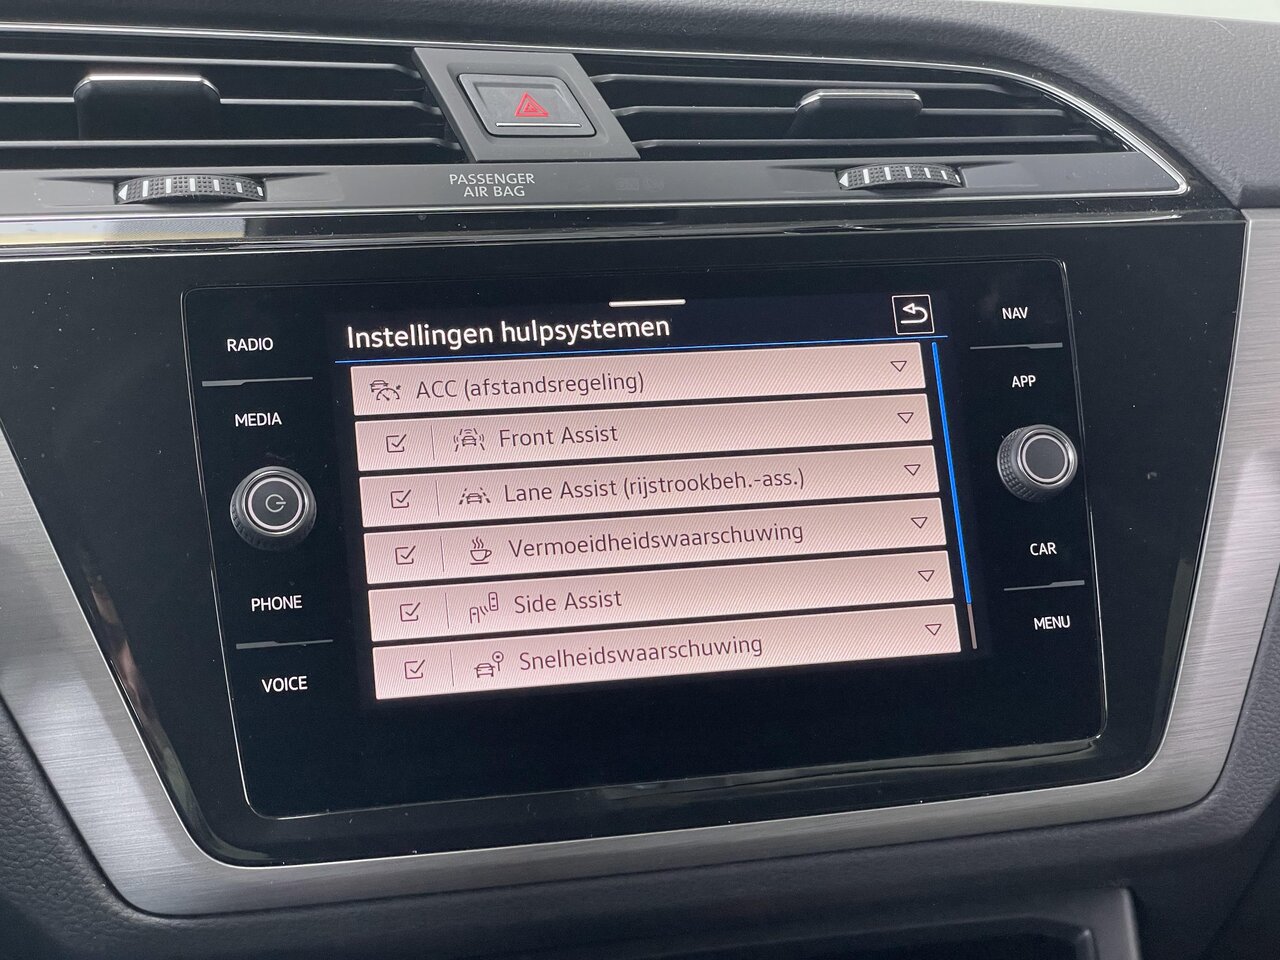 PASSENGER
AIR BAG
RADIO
MEDIA
PHONE
VOICE
Instellingen hulpsystemen
ACC (afstandsregeling)
Front Assist
Lane Assist (rijstrookbeh.-ass.)
Vermoeidheidswaarschuwing
Side Assist
Snelheidswaarschuwing
NAV
APP
CAR
MENU